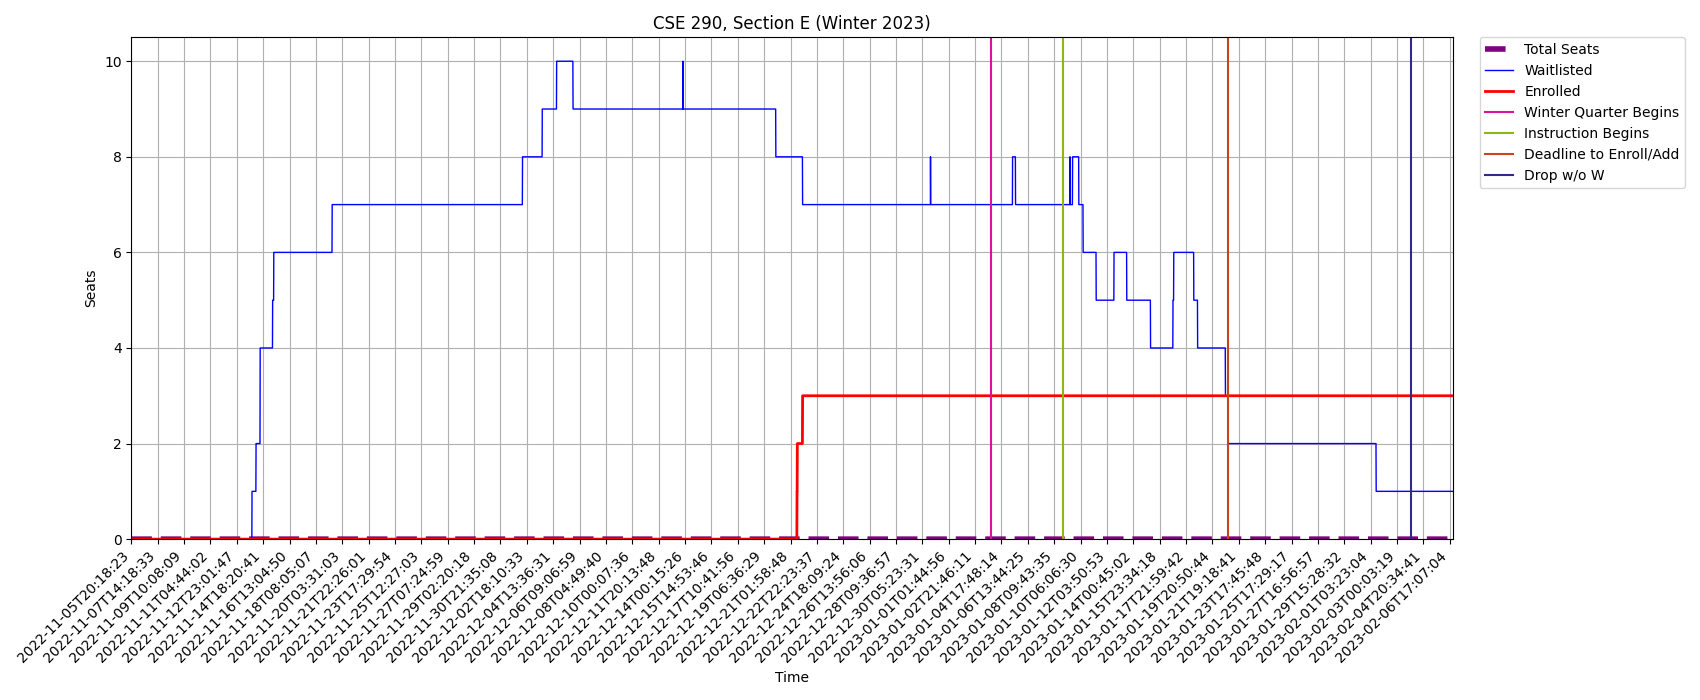 CSE 290, Section E (Winter 2023)
Total Seats
Waitlisted
Enrolled
Winter Quarter Begins
Instruction Begins
Deadline to Enroll/Add
Drop w/o W
Seats
10
8
6
4
2
0
2022-11-05T20:18:23
2022-11-07T14:18:33
2022-11-09T10:08:09
2022-11-11T04:44:02
2022-11-12T23:01:47
2022-11-14T18:20:41
2022-11-16T13:04:50
2022-11-18T08:05:07
2022-11-20T03:31:03
2022-11-21T22:26:01
2022-11-23T17:29:54
2022-11-25T12:27:03
2022-11-27T07:24:59
2022-11-29T02:20:18
2022-11-30T21:35:08
2022-12-02T18:10:33
2022-12-04T13:36:31
2022-12-06T09:06:59
2022-12-08T04:49:40
2022-12-10T00:07:36
2022-12-11T20:13:48
2022-12-14T00:15:26
2022-12-15T14:53:46
2022-12-17T10:41:56
2022-12-19T06:36:29
2022-12-21T01:58:48
2022-12-22T22:23:37
2022-12-24T18:09:24
2022-12-26T13:56:06
2022-12-28T09:36:57
2022-12-30T05:23:31
2023-01-01T01:44:56
2023-01-02T21:46:11
2023-01-04T17:48:14
2023-01-06T13:44:25
2023-01-08T09:43:35
2023-01-10T06:06:30
2023-01-12T03:50:53
2023-01-14T00:45:02
2023-01-15T23:34:18
2023-01-17T21:59:42
2023-01-19T20:50:44
2023-01-21T19:18:41
2023-01-23T17:45:48
2023-01-25T17:29:17
2023-01-27T16:56:57
2023-01-29T15:28:32
2023-02-01T03:23:04
2023-02-03T00:03:19
2023-02-04T20:34:41
2023-02-06T17:07:04
Time